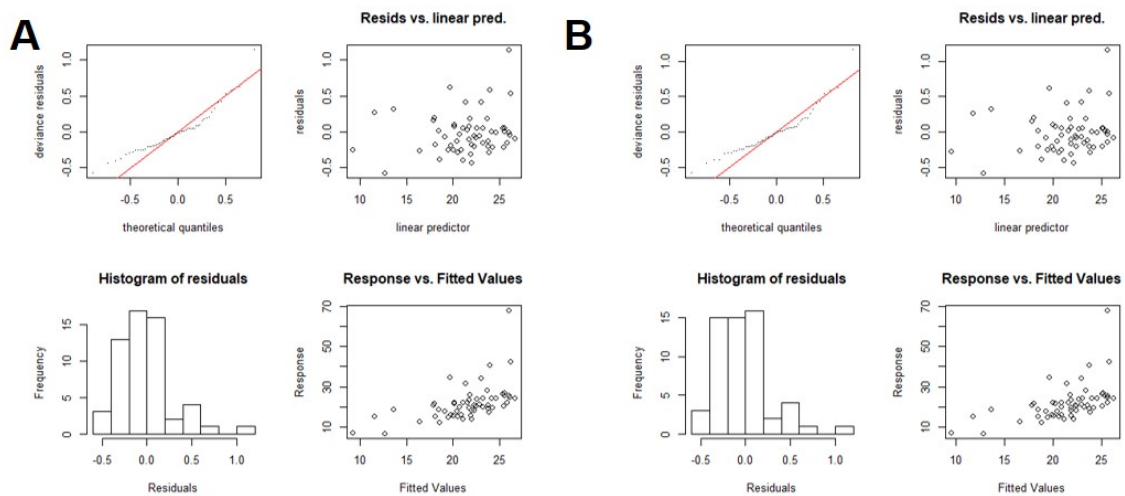 A
deviance residuals
-0.5 0.0 0.5 1.0
-0.5 0.0 0.5
theoretical quantiles
Resids vs. linear pred.
residuals
-0.5 0.0 0.5 1.0
10 15 20 25
linear predictor
Histogram of residuals
Frequency
0 5 10 15
-0.5 0.0 0.5 1.0
Residuals
Response vs. Fitted Values
Response
10 30 50 70
10 15 20 25
Fitted Values
B
deviance residuals
-0.5 0.0 0.5 1.0
-0.5 0.0 0.5
theoretical quantiles
Resids vs. linear pred.
residuals
-0.5 0.0 0.5 1.0
10 15 20 25
linear predictor
Histogram of residuals
Frequency
0 5 10 15
-0.5 0.0 0.5 1.0
Residuals
Response vs. Fitted Values
Response
10 30 50 70
10 15 20 25
Fitted Values